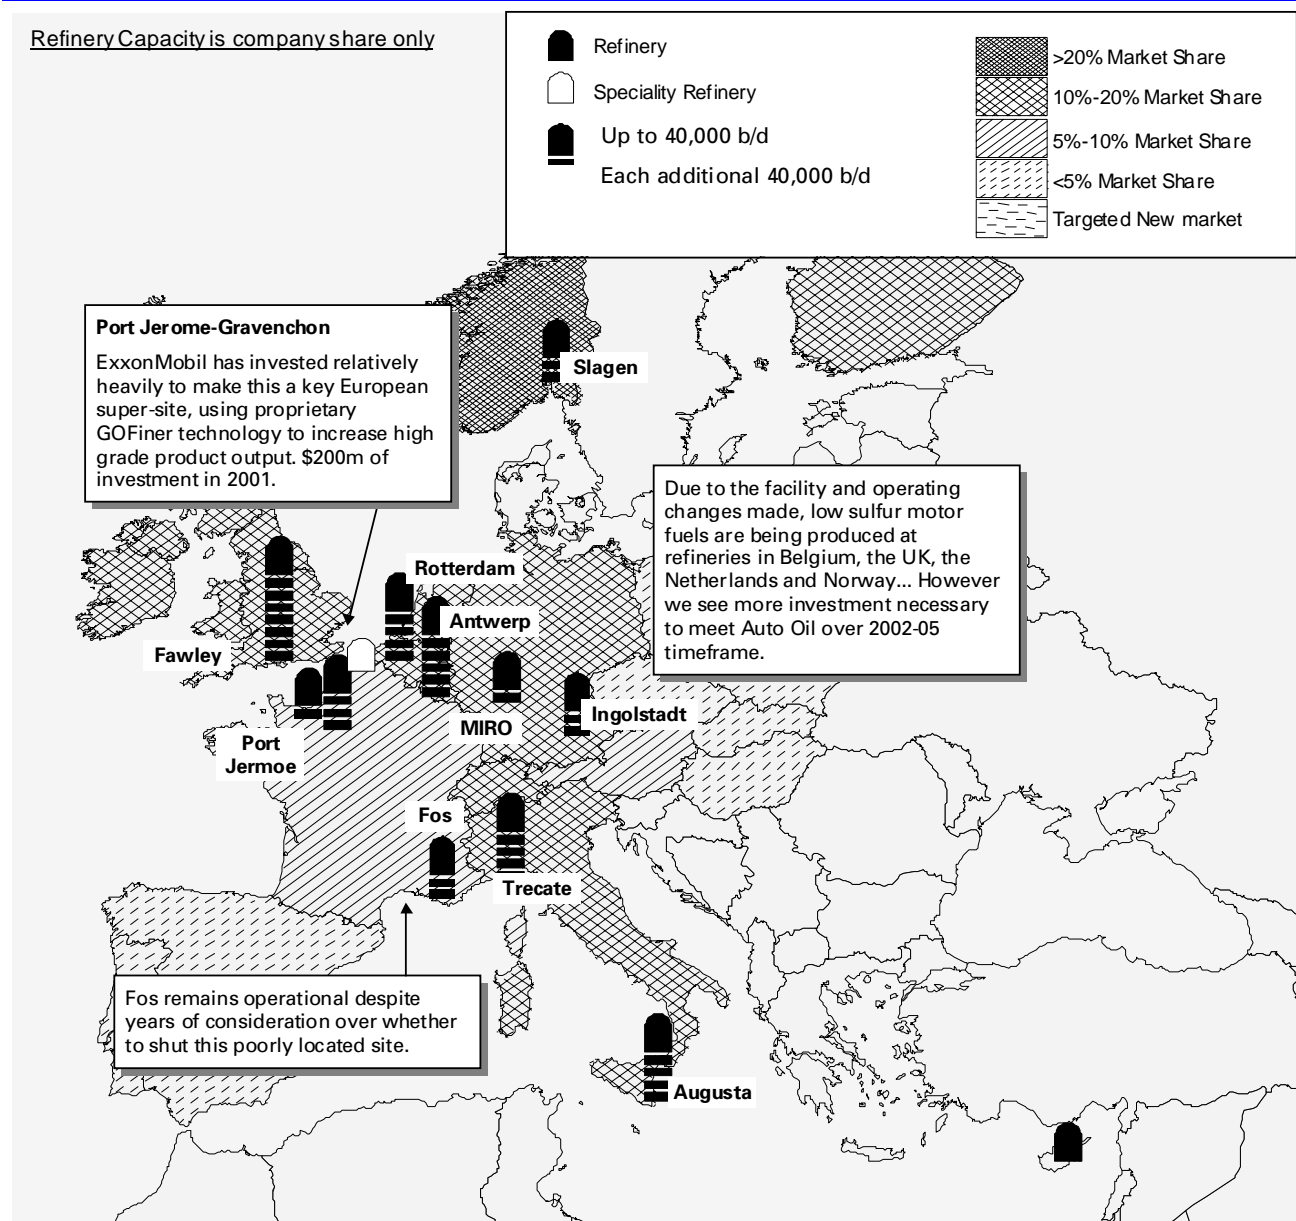 Refinery Capacity is company share only
Refinery
Speciality Refinery
Up to 40,000 b/d
Each additional 40,000 b/d
>20% Market Share
10%-20% Market Share
5%-10% Market Share
<5% Market Share
Targeted New market
Port Jerome-Gravenchon
ExxonMobil has invested relatively
heavily to make this a key European
super-site, using proprietary
GOFiner technology to increase high
grade product output. $200m of
investment in 2001.
Slagen
Due to the facility and operating
changes made, low sulfur motor
fuels are being produced at
refineries in Belgium, the UK, the
Netherlands and Norway... However
we see more investment necessary
to meet Auto Oil over 2002-05
timeframe.
Rotterdam
Antwerp
Fawley
MIRO
Ingolstadt
Port
Jermoe
Fos
Trecate
Fos remains operational despite
years of consideration over whether
to shut this poorly located site.
Augusta